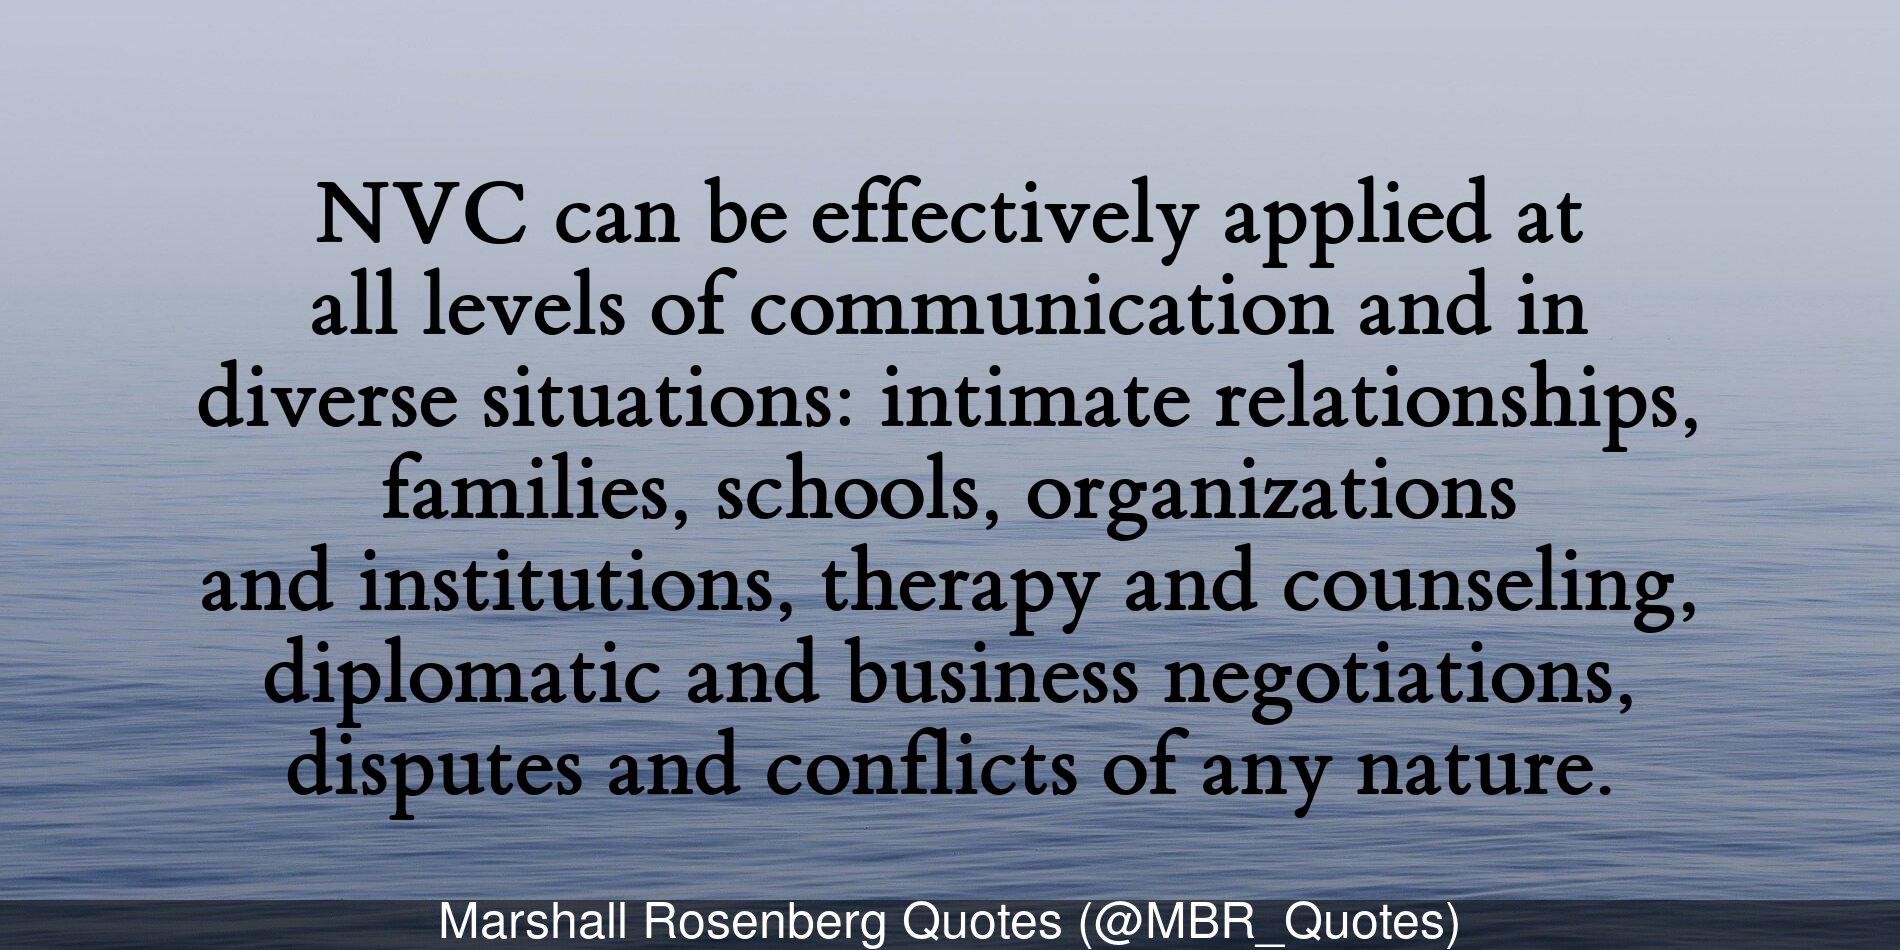 NVC can be effectively applied at
all levels of communication and in
diverse situations: intimate relationships,
families, schools, organizations
and institutions, therapy and counseling,
diplomatic and business negotiations,
disputes and conflicts of any nature.
Marshall Rosenberg Quotes (@MBR_Quotes)